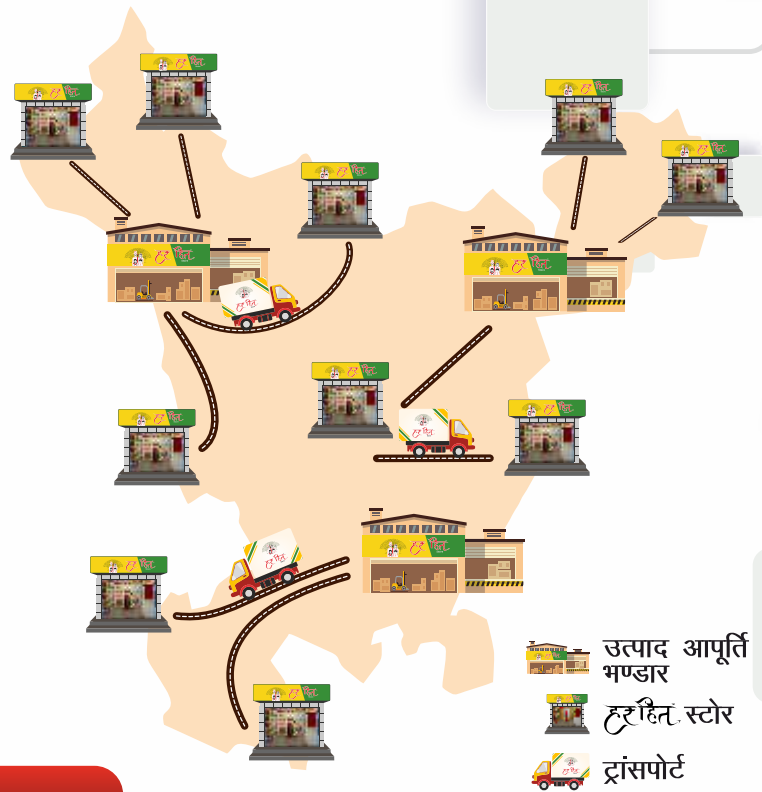 उत्पाद आपूर्ति
भण्डार
हर हित स्टोर
ट्रांसपोर्ट